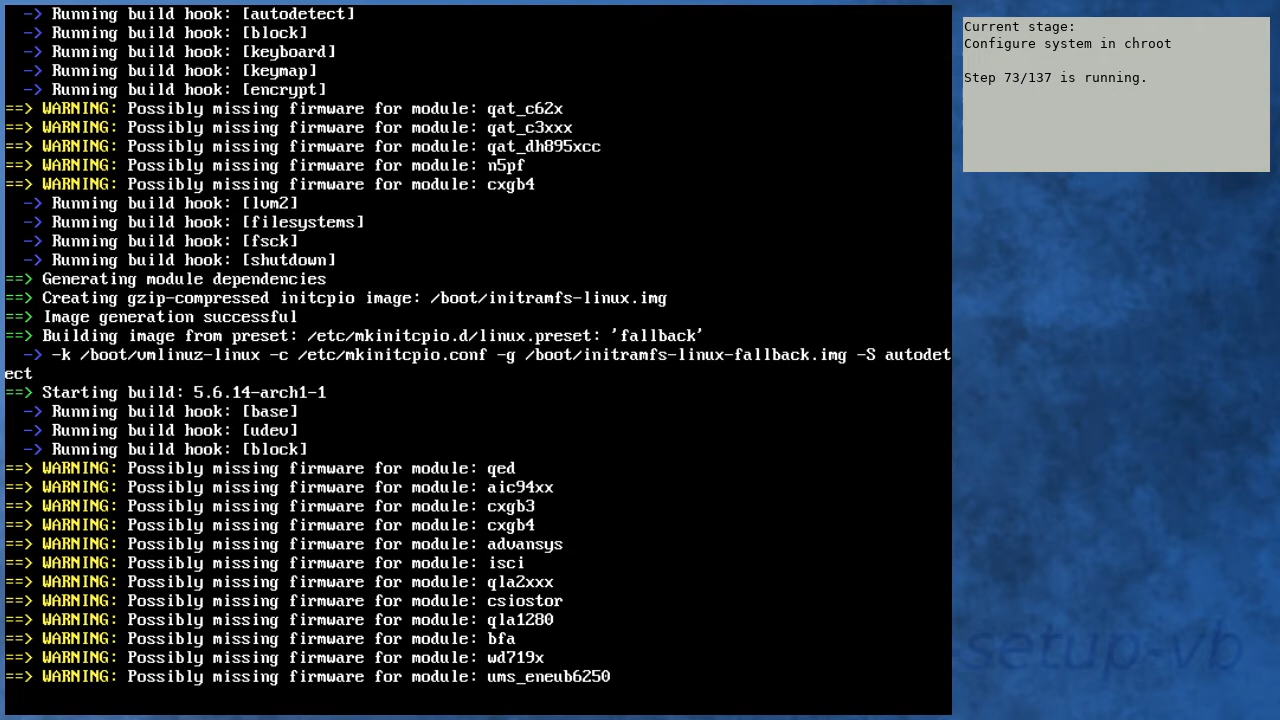 -> Running build hook: [autodetect]
  -> Running build hook: [block]
  -> Running build hook: [keyboard]
  -> Running build hook: [keymap]
  -> Running build hook: [encrypt]
==> WARNING: Possibly missing firmware for module: qat_c62x
==> WARNING: Possibly missing firmware for module: qat_c3xxx
==> WARNING: Possibly missing firmware for module: qat_dh895xcc
==> WARNING: Possibly missing firmware for module: n5pf
==> WARNING: Possibly missing firmware for module: cxgb4
  -> Running build hook: [lvm2]
  -> Running build hook: [filesystems]
  -> Running build hook: [fsck]
  -> Running build hook: [shutdown]
==> Generating module dependencies
==> Creating gzip-compressed initcpio image: /boot/initramfs-linux.img
==> Image generation successful
==> Building image from preset: /etc/mkinitcpio.d/linux.preset: 'fallback'
  -> -k /boot/vmlinuz-linux -c /etc/mkinitcpio.conf -g /boot/initramfs-linux-fallback.img -S autodet
ect
==> Starting build: 5.6.14-arch1-1
  -> Running build hook: [base]
  -> Running build hook: [udev]
  -> Running build hook: [block]
==> WARNING: Possibly missing firmware for module: qed
==> WARNING: Possibly missing firmware for module: aic94xx
==> WARNING: Possibly missing firmware for module: cxgb3
==> WARNING: Possibly missing firmware for module: cxgb4
==> WARNING: Possibly missing firmware for module: advansys
==> WARNING: Possibly missing firmware for module: isci
==> WARNING: Possibly missing firmware for module: qla2xxx
==> WARNING: Possibly missing firmware for module: csiostor
==> WARNING: Possibly missing firmware for module: qla1280
==> WARNING: Possibly missing firmware for module: bfa
==> WARNING: Possibly missing firmware for module: wd719x
==> WARNING: Possibly missing firmware for module: ums_eneub6250
Current stage:
Configure system in chroot
Step 73/137 is running.
setup-vb